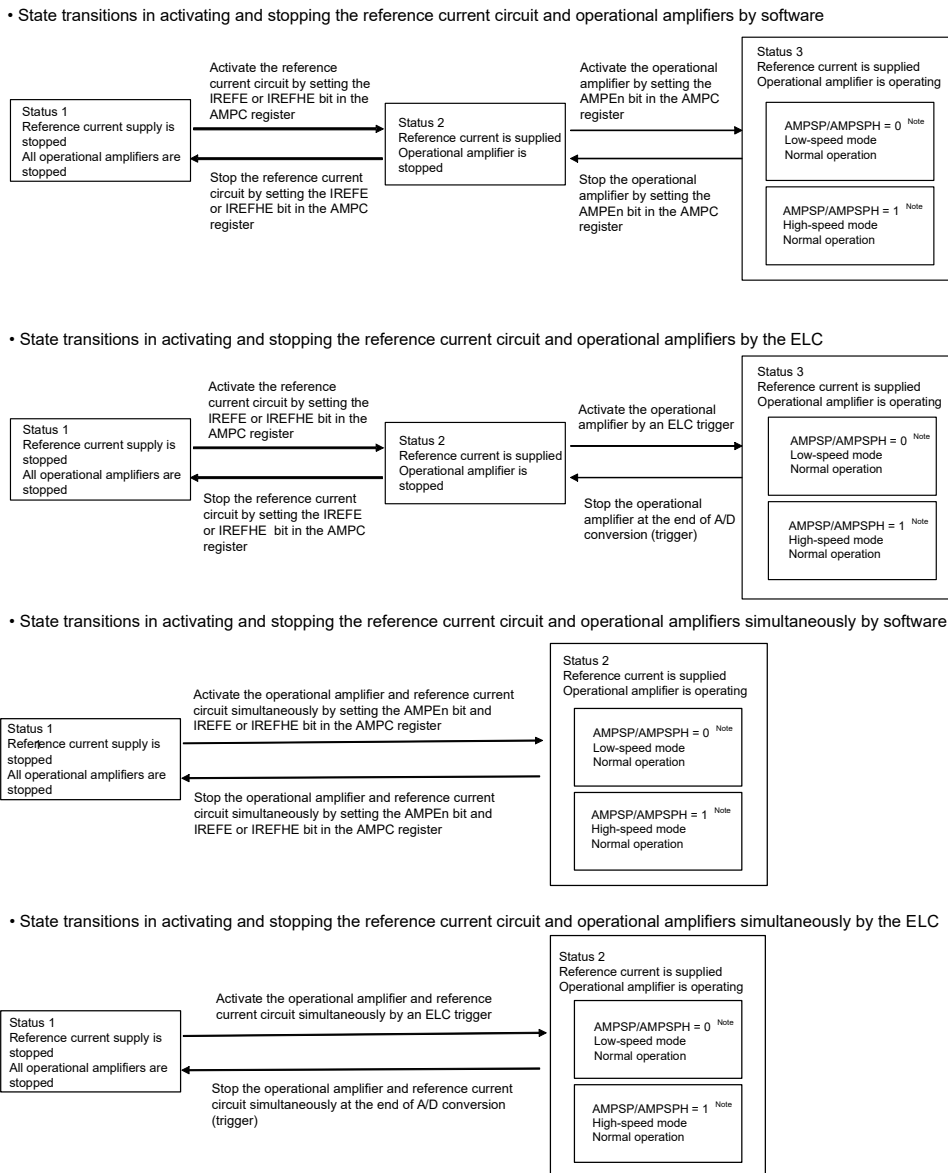 • State transitions in activating and stopping the reference current circuit and operational amplifiers by software
Status 1
Reference current supply is
stopped
All operational amplifiers are
stopped
Activate the reference
current circuit by setting the
IREFE or IREFHE bit in the
AMPC register
Stop the reference current
circuit by setting the IREFE
or IREFHE bit in the AMPC
register
Status 2
Reference current is supplied
Operational amplifier is
stopped
Activate the operational
amplifier by setting the
AMPEn bit in the AMPC
register
Stop the operational
amplifier by setting the
AMPEn bit in the AMPC
register
Status 3
Reference current is supplied
Operational amplifier is operating
AMPSP/AMPSPH = 0 Note
Low-speed mode
Normal operation
AMPSP/AMPSPH = 1 Note
High-speed mode
Normal operation
• State transitions in activating and stopping the reference current circuit and operational amplifiers by the ELC
Status 1
Reference current supply is
stopped
All operational amplifiers are
stopped
Activate the reference
current circuit by setting the
IREFE or IREFHE bit in the
AMPC register
Stop the reference current
circuit by setting the IREFE
or IREFHE bit in the AMPC
register
Status 2
Reference current is supplied
Operational amplifier is
stopped
Activate the operational
amplifier by an ELC trigger
Stop the operational
amplifier at the end of A/D
conversion (trigger)
Status 3
Reference current is supplied
Operational amplifier is operating
AMPSP/AMPSPH = 0 Note
Low-speed mode
Normal operation
AMPSP/AMPSPH = 1 Note
High-speed mode
Normal operation
• State transitions in activating and stopping the reference current circuit and operational amplifiers simultaneously by software
Status 1
Reference current supply is
stopped
All operational amplifiers are
stopped
Activate the operational amplifier and reference current
circuit simultaneously by setting the AMPEn bit and
IREFE or IREFHE bit in the AMPC register
Stop the operational amplifier and reference current
circuit simultaneously by setting the AMPEn bit and
IREFE or IREFHE bit in the AMPC register
Status 2
Reference current is supplied
Operational amplifier is operating
AMPSP/AMPSPH = 0 Note
Low-speed mode
Normal operation
AMPSP/AMPSPH = 1 Note
High-speed mode
Normal operation
• State transitions in activating and stopping the reference current circuit and operational amplifiers simultaneously by the ELC
Status 1
Reference current supply is
stopped
All operational amplifiers are
stopped
Activate the operational amplifier and reference
current circuit simultaneously by an ELC trigger
Stop the operational amplifier and reference current
circuit simultaneously at the end of A/D conversion
(trigger)
Status 2
Reference current is supplied
Operational amplifier is operating
AMPSP/AMPSPH = 0 Note
Low-speed mode
Normal operation
AMPSP/AMPSPH = 1 Note
High-speed mode
Normal operation